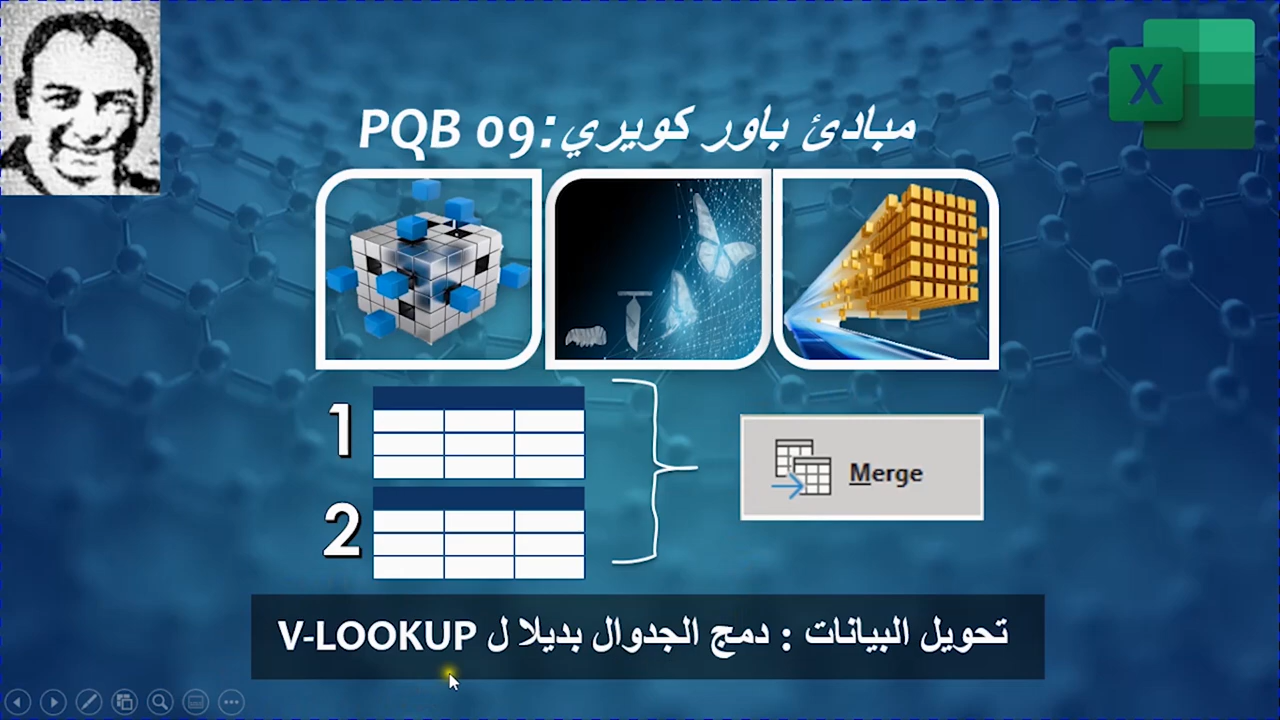 مبادئ باور كويري:PQB 09
X
1
Merge
2
تحويل البيانات : دمج الجدوال بديلا ل V-LOOKUP